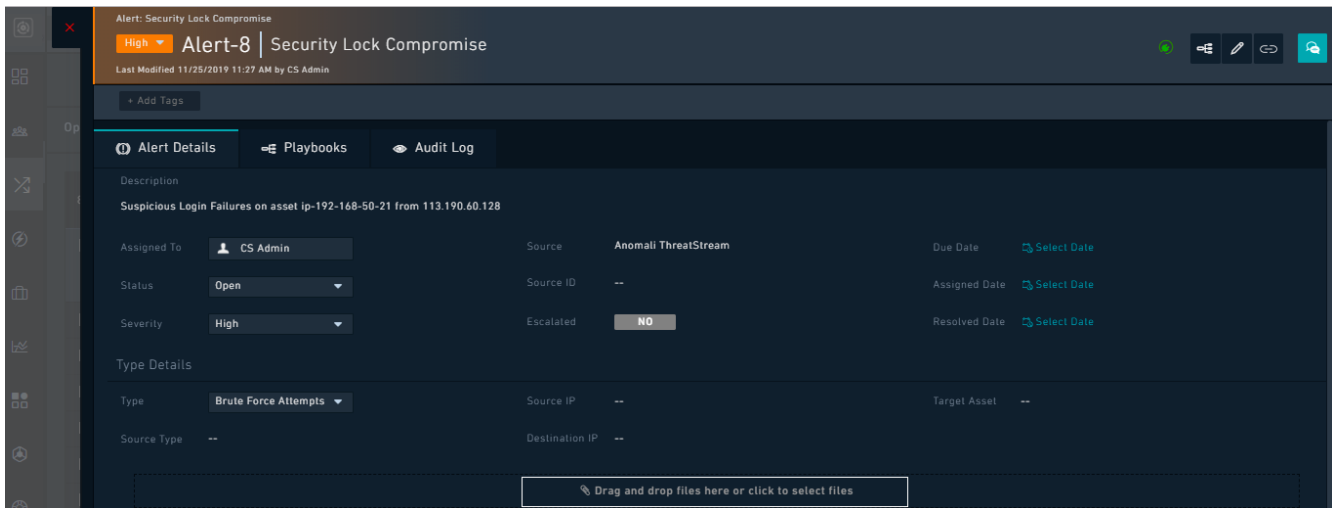 Alert: Security Lock Compromise
High Alert-8 Security Lock Compromise
Last Modified 11/25/2019 11:27 AM by CS Admin
+ Add Tags
Op
Alert Details Playbooks Audit Log
Description
Suspicious Login Failures on asset ip-192-168-50-21 from 113.190.60.128
Assigned To CS Admin Source Anomali ThreatStream Due Date Select Date
Status Open Source ID -- Assigned Date Select Date
Severity High Escalated NO Resolved Date Select Date
Type Details
Type Brute Force Attempts Source IP -- Target Asset --
Source Type -- Destination IP --
Drag and drop files here or click to select files